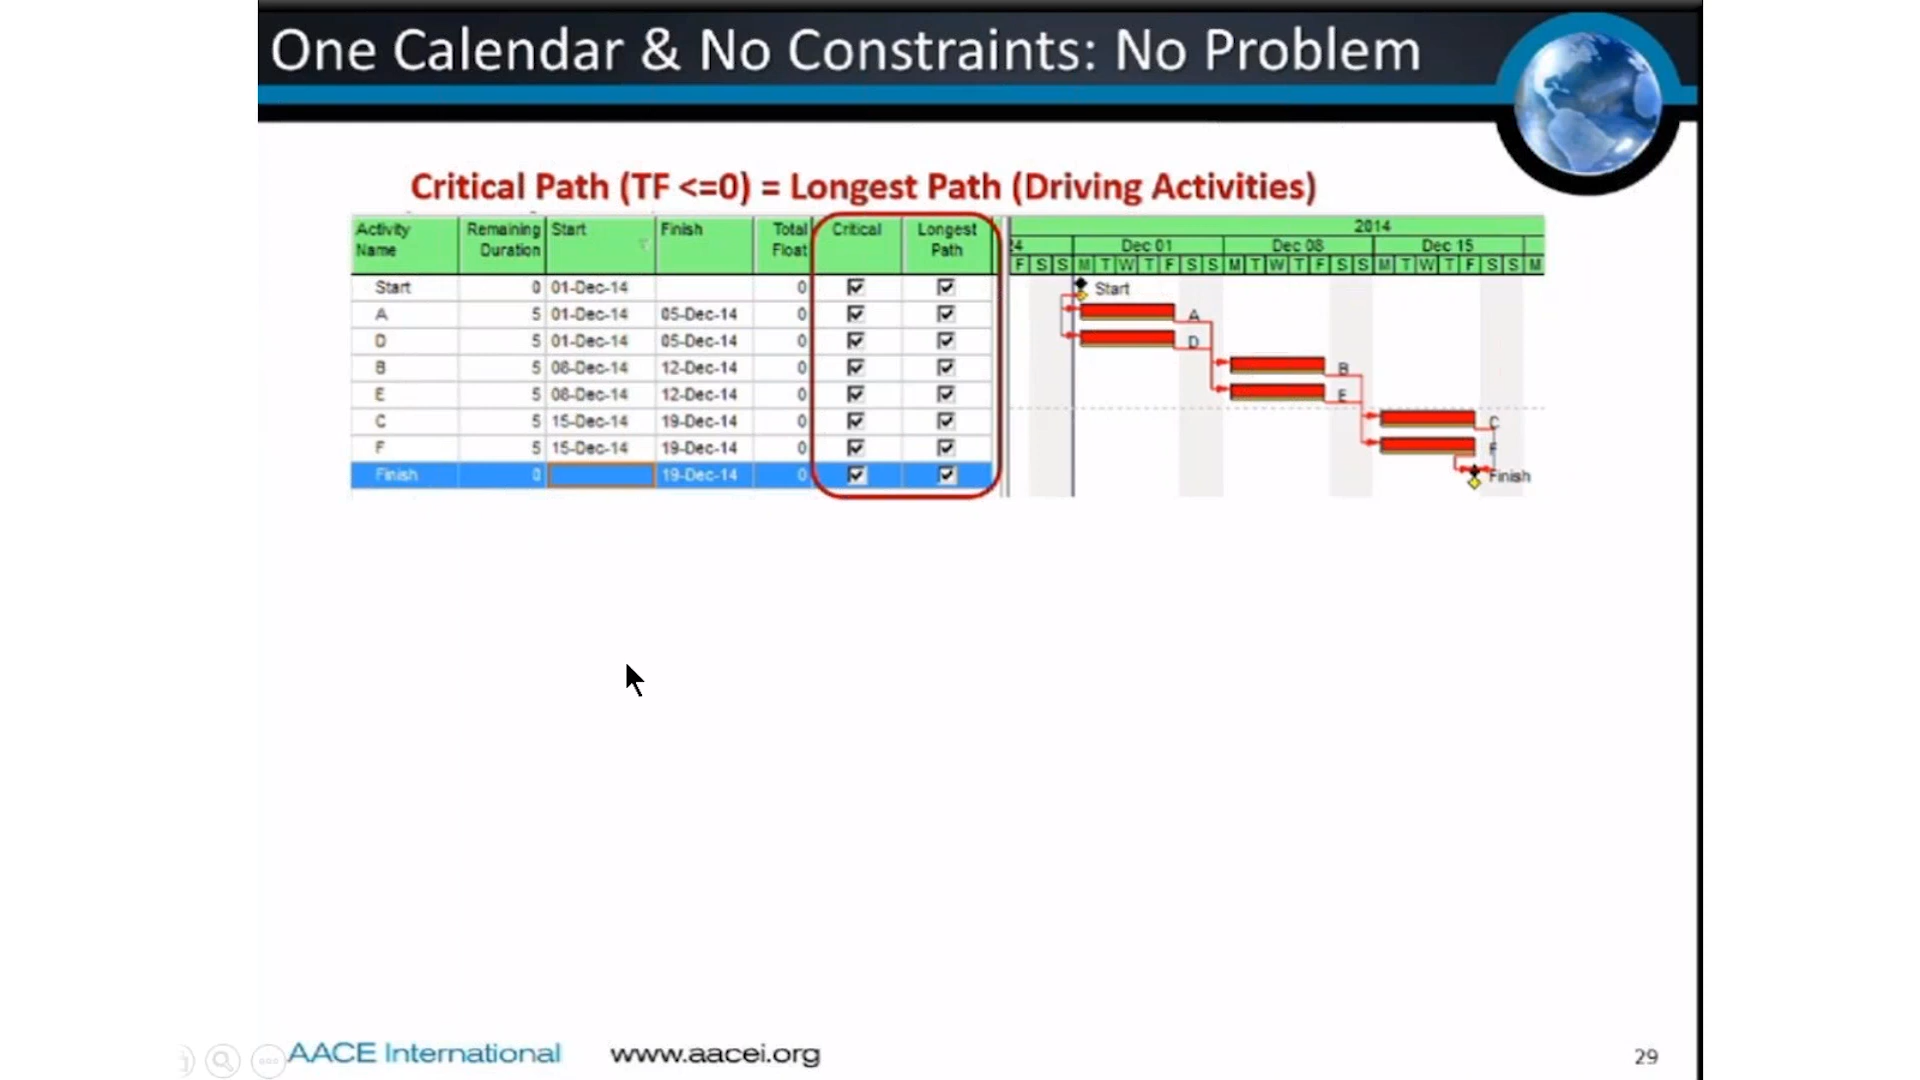 One Calendar & No Constraints: No Problem
Critical Path (TF <=0) = Longest Path (Driving Activities)
Activity Name Remaining Duration Start Finish Total Float Critical Longest Path
2014
24 Dec 01 Dec 08 Dec 15
F S S M T W T F S S M T W T F S S M T W T F S S M
Start 0 01-Dec-14 0 Start
A 5 01-Dec-14 05-Dec-14 0 A
D 5 01-Dec-14 05-Dec-14 0 D
B 5 08-Dec-14 12-Dec-14 0 B
E 5 08-Dec-14 12-Dec-14 0 E
C 5 15-Dec-14 19-Dec-14 0 C
F 5 15-Dec-14 19-Dec-14 0 F
Finish 0 19-Dec-14 0 Finish
AACE International www.aacei.org 29